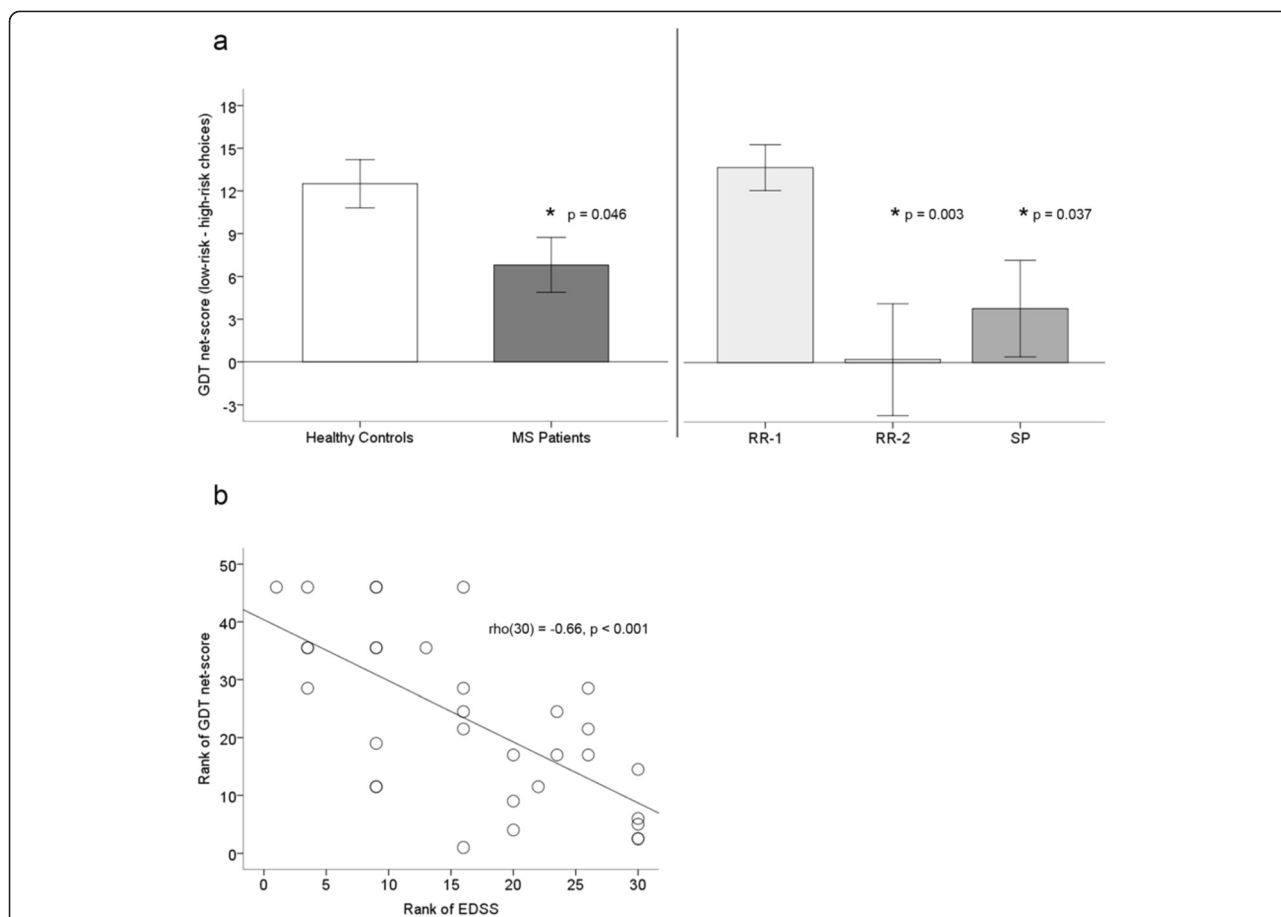 a
GDT net-score (low-risk - high-risk choices)
18
15
12
9
6
3
0
-3
* p = 0.046
* p = 0.003
* p = 0.037
Healthy Controls
MS Patients
RR-1
RR-2
SP
b
Rank of GDT net-score
50
40
30
20
10
0
rho(30) = -0.66, p < 0.001
0
5
10
15
20
25
30
Rank of EDSS